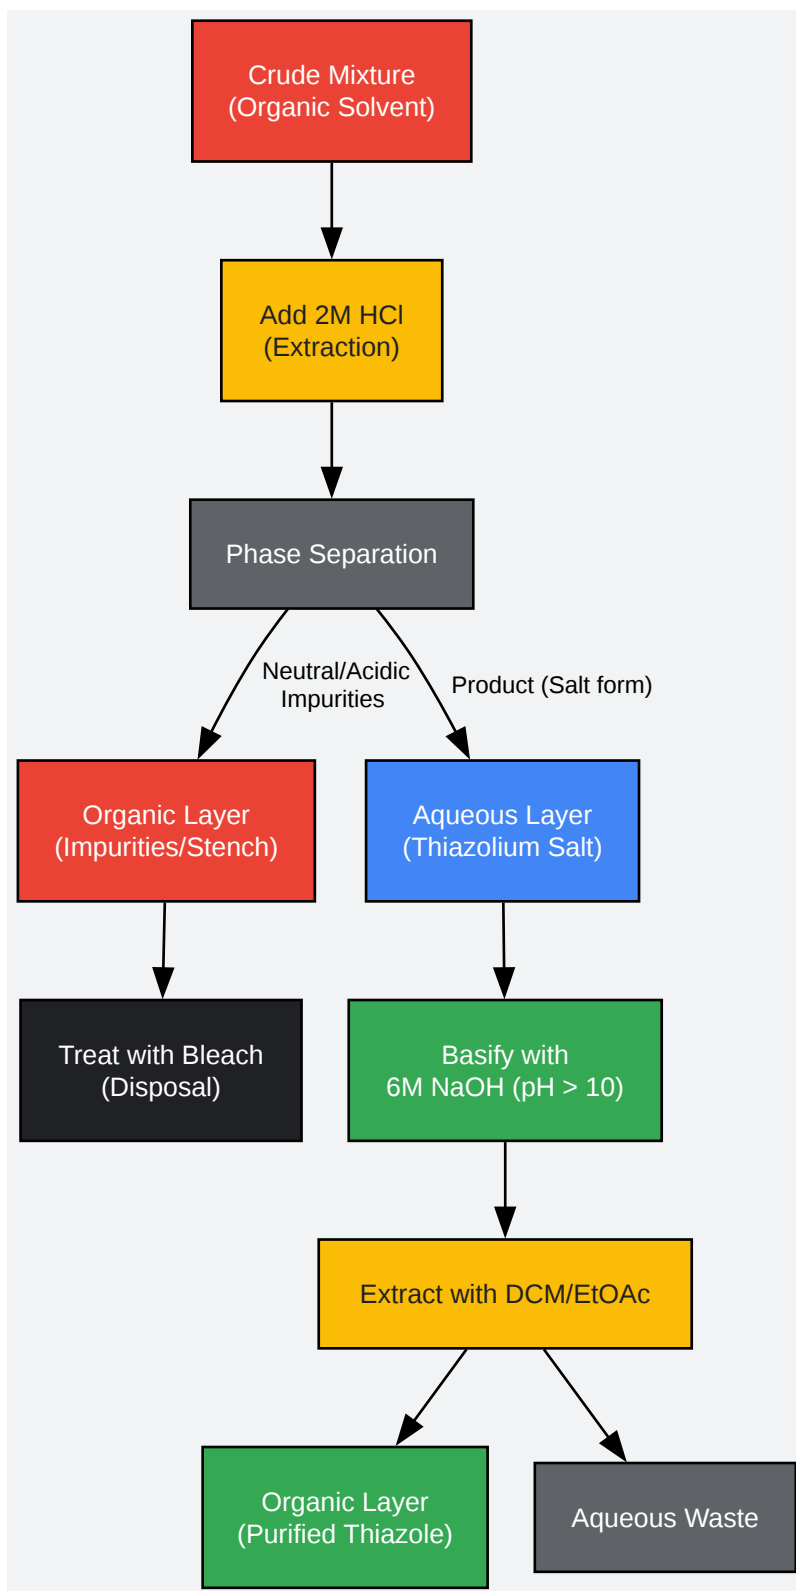 Crude Mixture
(Organic Solvent)
Add 2M HCl
(Extraction)
Phase Separation
Neutral/Acidic
Impurities
Product (Salt form)
Organic Layer
(Impurities/Stench)
Aqueous Layer
(Thiazolium Salt)
Treat with Bleach
(Disposal)
Basify with
6M NaOH (pH > 10)
Extract with DCM/EtOAc
Organic Layer
(Purified Thiazole)
Aqueous Waste